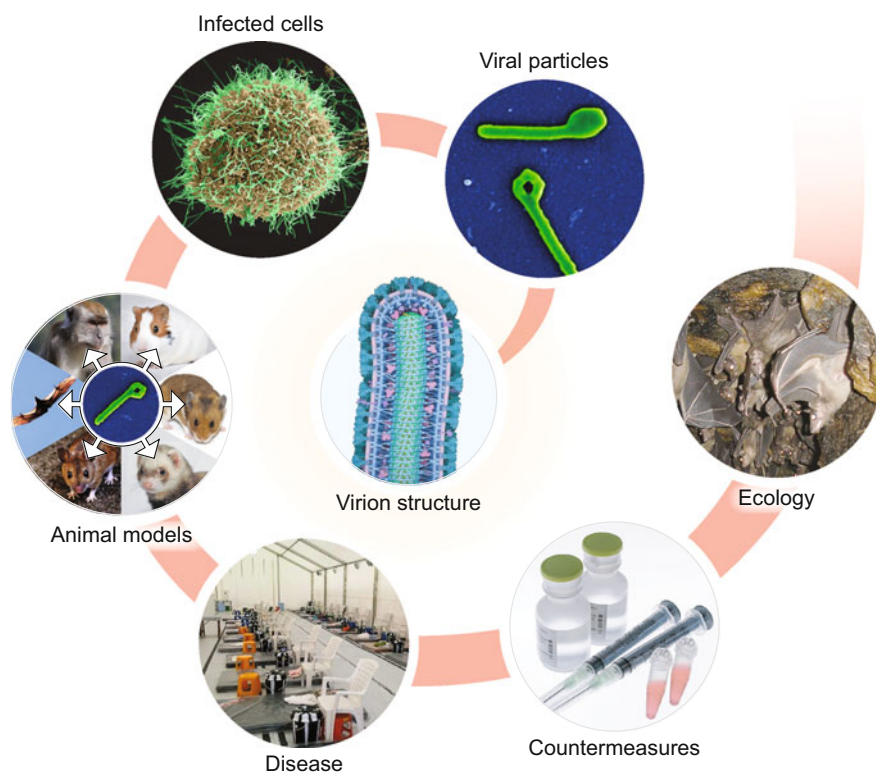 Infected cells
Viral particles
Virion structure
Ecology
Animal models
Countermeasures
Disease